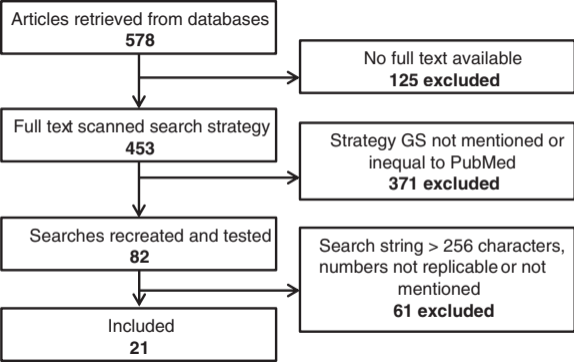 Articles retrieved from databases
578
No full text available
125 excluded
Full text scanned search strategy
453
Strategy GS not mentioned or
inequal to PubMed
371 excluded
Searches recreated and tested
82
Search string > 256 characters,
numbers not replicable or not
mentioned
61 excluded
Included
21